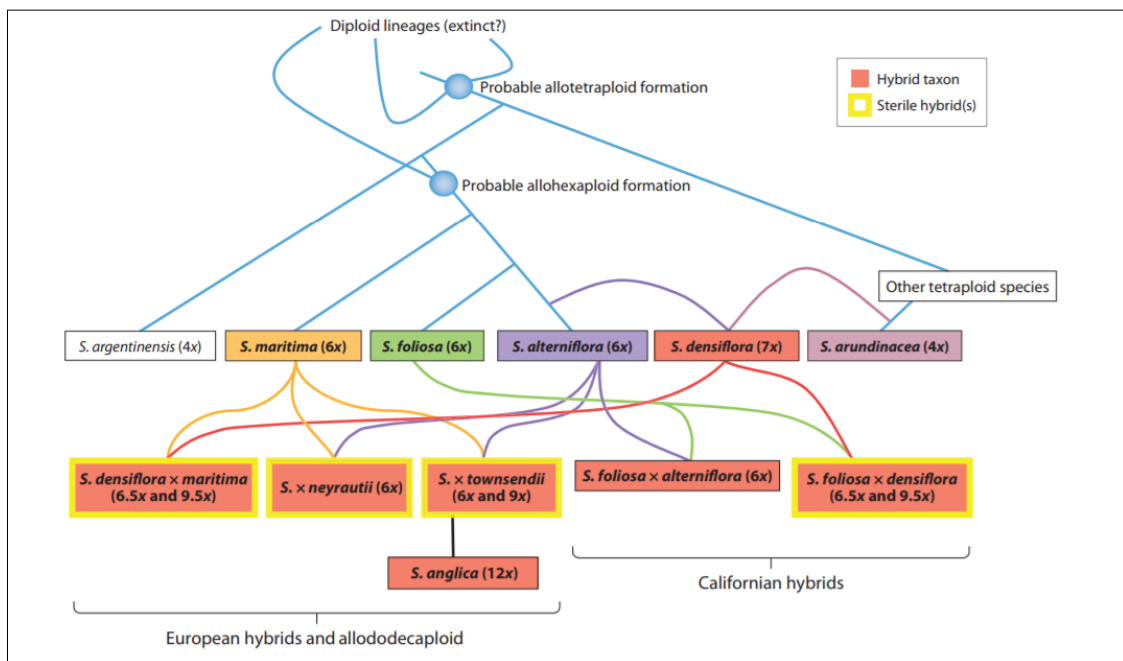 Diploid lineages (extinct?)
Probable allotetraploid formation
Hybrid taxon
Sterile hybrid(s)
Probable allohexaploid formation
Other tetraploid species
S. argentinensis (4x)
S. maritima (6x)
S. foliosa (6x)
S. alterniflora (6x)
S. densiflora (7x)
S. arundinacea (4x)
S. densiflora × maritima
(6.5x and 9.5x)
S. × neyrautii (6x)
S. × townsendii
(6x and 9x)
S. foliosa × alterniflora (6x)
S. foliosa × densiflora
(6.5x and 9.5x)
S. anglica (12x)
Californian hybrids
European hybrids and allododecaploid